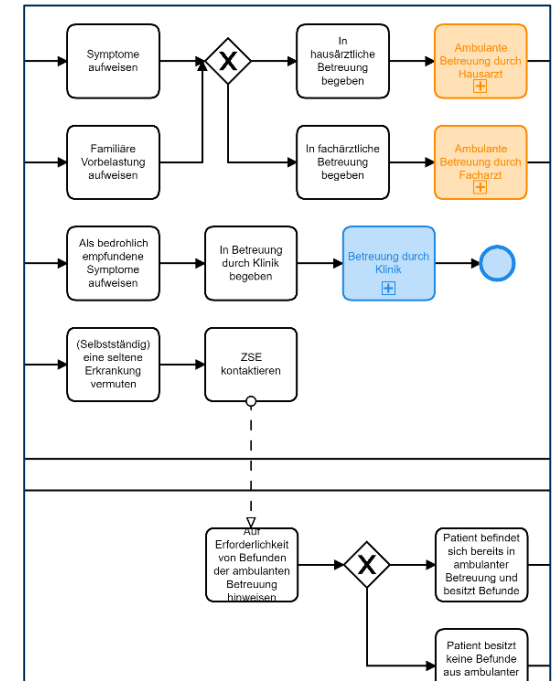 Symptome
aufweisen
X
In
hausärztliche
Betreuung
begeben
Ambulante
Betreuung durch
Hausarzt
Familiäre
Vorbelastung
aufweisen
In fachärztliche
Betreuung
begeben
Ambulante
Betreuung durch
Facharzt
Als bedrohlich
empfundene
Symptome
aufweisen
In Betreuung
durch Klinik
begeben
Betreuung durch
Klinik
(Selbstständig)
eine seltene
Erkrankung
vermuten
ZSE
kontaktieren
Auf
Erforderlichkeit
von Befunden
der ambulanten
Betreuung
hinweisen
X
Patient befindet
sich bereits in
ambulanter
Betreuung und
besitzt Befunde
Patient besitzt
keine Befunde
aus ambulanter